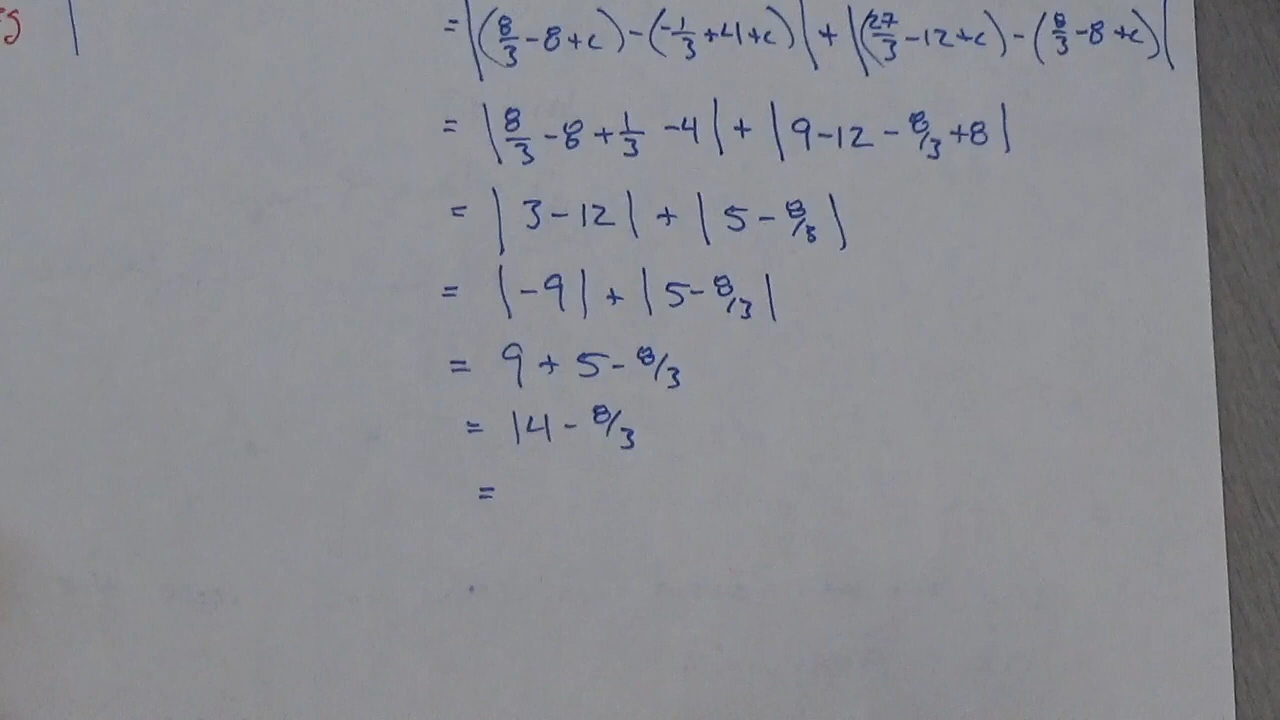 = |(8/3 - 8 + c) - (-1/3 + 4 + c)| + |(27/3 - 12 + c) - (8/3 - 8 + c)|
= |8/3 - 8 + 1/3 - 4| + |9 - 12 - 8/3 + 8|
= |3 - 12| + |5 - 8/3|
= |-9| + |5 - 8/3|
= 9 + 5 - 8/3
= 14 - 8/3
=